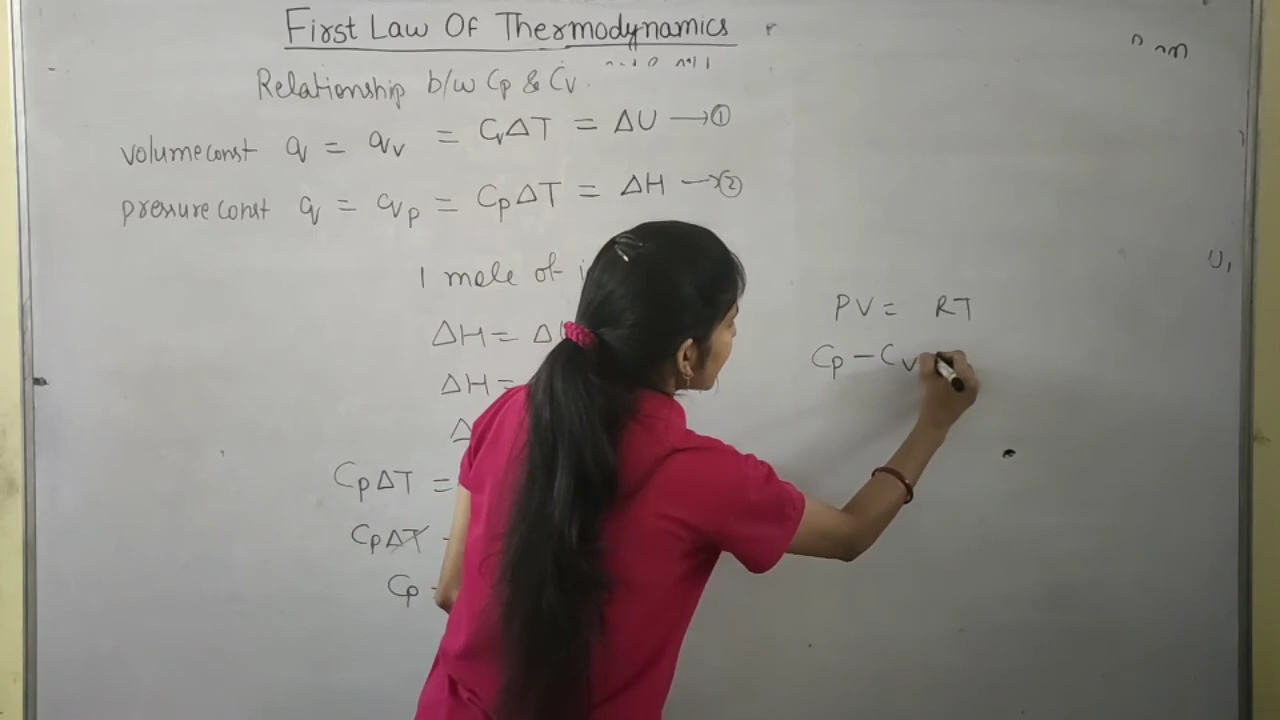 First Law Of Thermodynamics
Relationship b/w Cp & Cv.
volume const q = qv = CvΔT = ΔU → ①
pressure const q = qp = CpΔT = ΔH → ②
1 mole of
ΔH = Δ
ΔH =
Δ
CpΔT =
CpΔT -
Cp -
PV = RT
Cp - Cv
U,